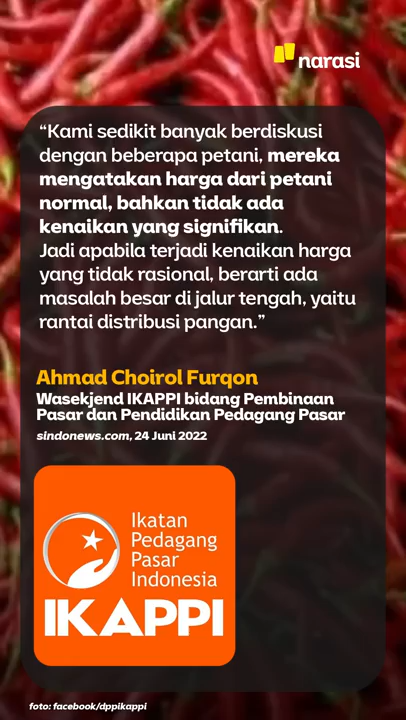 narasi
“Kami sedikit banyak berdiskusi
dengan beberapa petani, mereka
mengatakan harga dari petani
normal, bahkan tidak ada
kenaikan yang signifikan.
Jadi apabila terjadi kenaikan harga
yang tidak rasional, berarti ada
masalah besar di jalur tengah, yaitu
rantai distribusi pangan.”
Ahmad Choirol Furqon
Wasekjend IKAPPI bidang Pembinaan
Pasar dan Pendidikan Pedagang Pasar
sindonews.com, 24 Juni 2022
Ikatan
Pedagang
Pasar
Indonesia
IKAPPI
foto: facebook/dppikappi